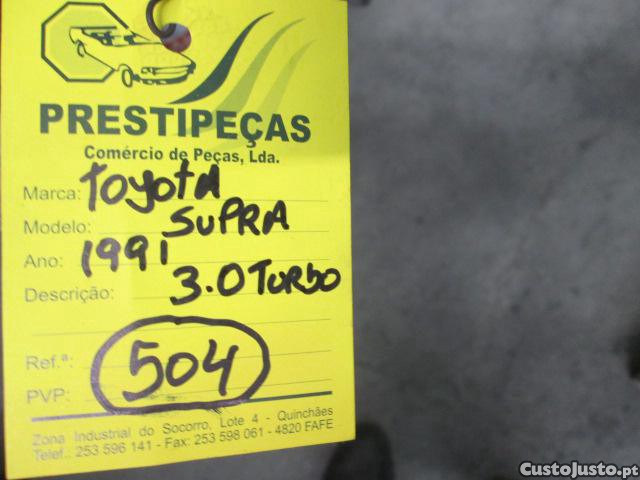 PRESTIPEÇAS
Comércio de Peças, Lda.
Marca: toyota
Modelo: SUPRA
Ano: 1991
Descrição: 3.0 TURBO
Ref.ª:
PVP: 504
Zona Industrial do Socorro, Lote 4 - Quinchães
Telef.: 253 596 141 - Fax: 253 598 061 - 4820 FAFE
CustoJusto.pt